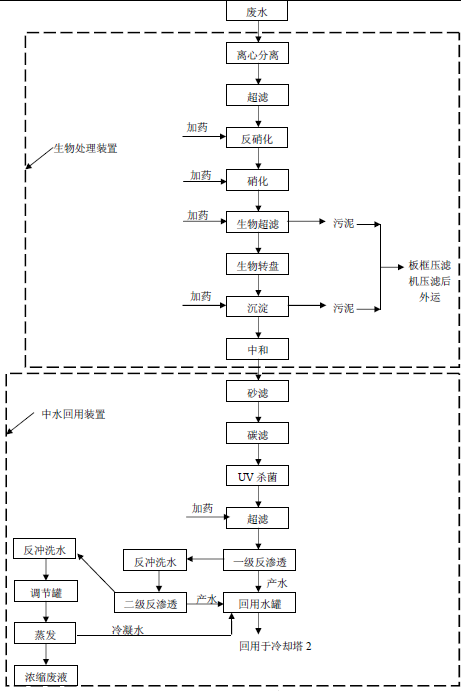 废水
离心分离
超滤
加药
反硝化
生物处理装置
加药
硝化
加药
生物超滤
污泥
生物转盘
板框压滤
机压滤后
外运
加药
沉淀
污泥
中和
砂滤
中水回用装置
碳滤
UV 杀菌
加药
超滤
反冲洗水
反冲洗水
一级反渗透
产水
调节罐
二级反渗透
产水
回用水罐
蒸发
冷凝水
回用于冷却塔 2
浓缩废液